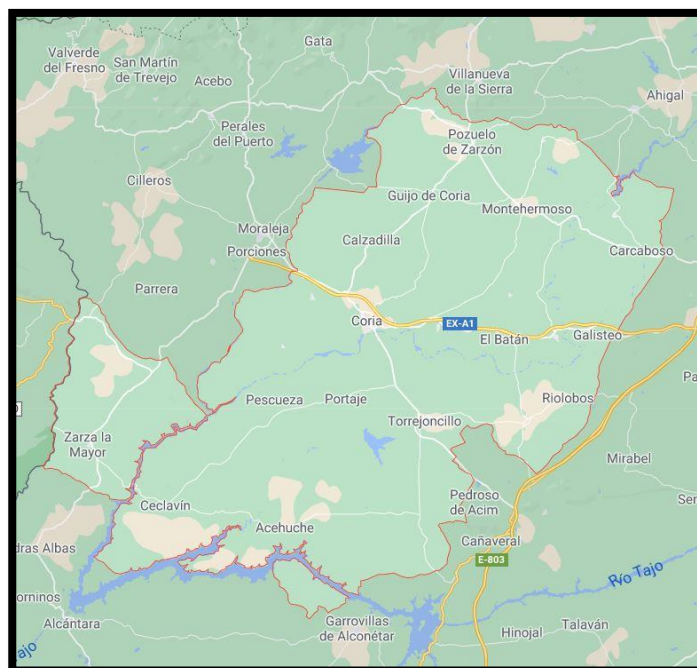 Gata
Valverde
del Fresno
San Martín
de Trevejo
Acebo
Villanueva
de la Sierra
Ahigal
Perales
del Puerto
Pozuelo
de Zarzón
Cilleros
Guijo de Coria
Montehermoso
Moraleja
Calzadilla
Carcaboso
Porciones
Parrera
Coria
EX-A1
El Batán
Galisteo
Pescueza
Portaje
Riolobos
Torrejoncillo
Zarza la
Mayor
Mirabel
Pedroso
de Acim
Ceclavín
Acehuche
Cañaveral
E-803
Río Tajo
Alcántara
Garrovillas
de Alconétar
Hinojal
Talaván